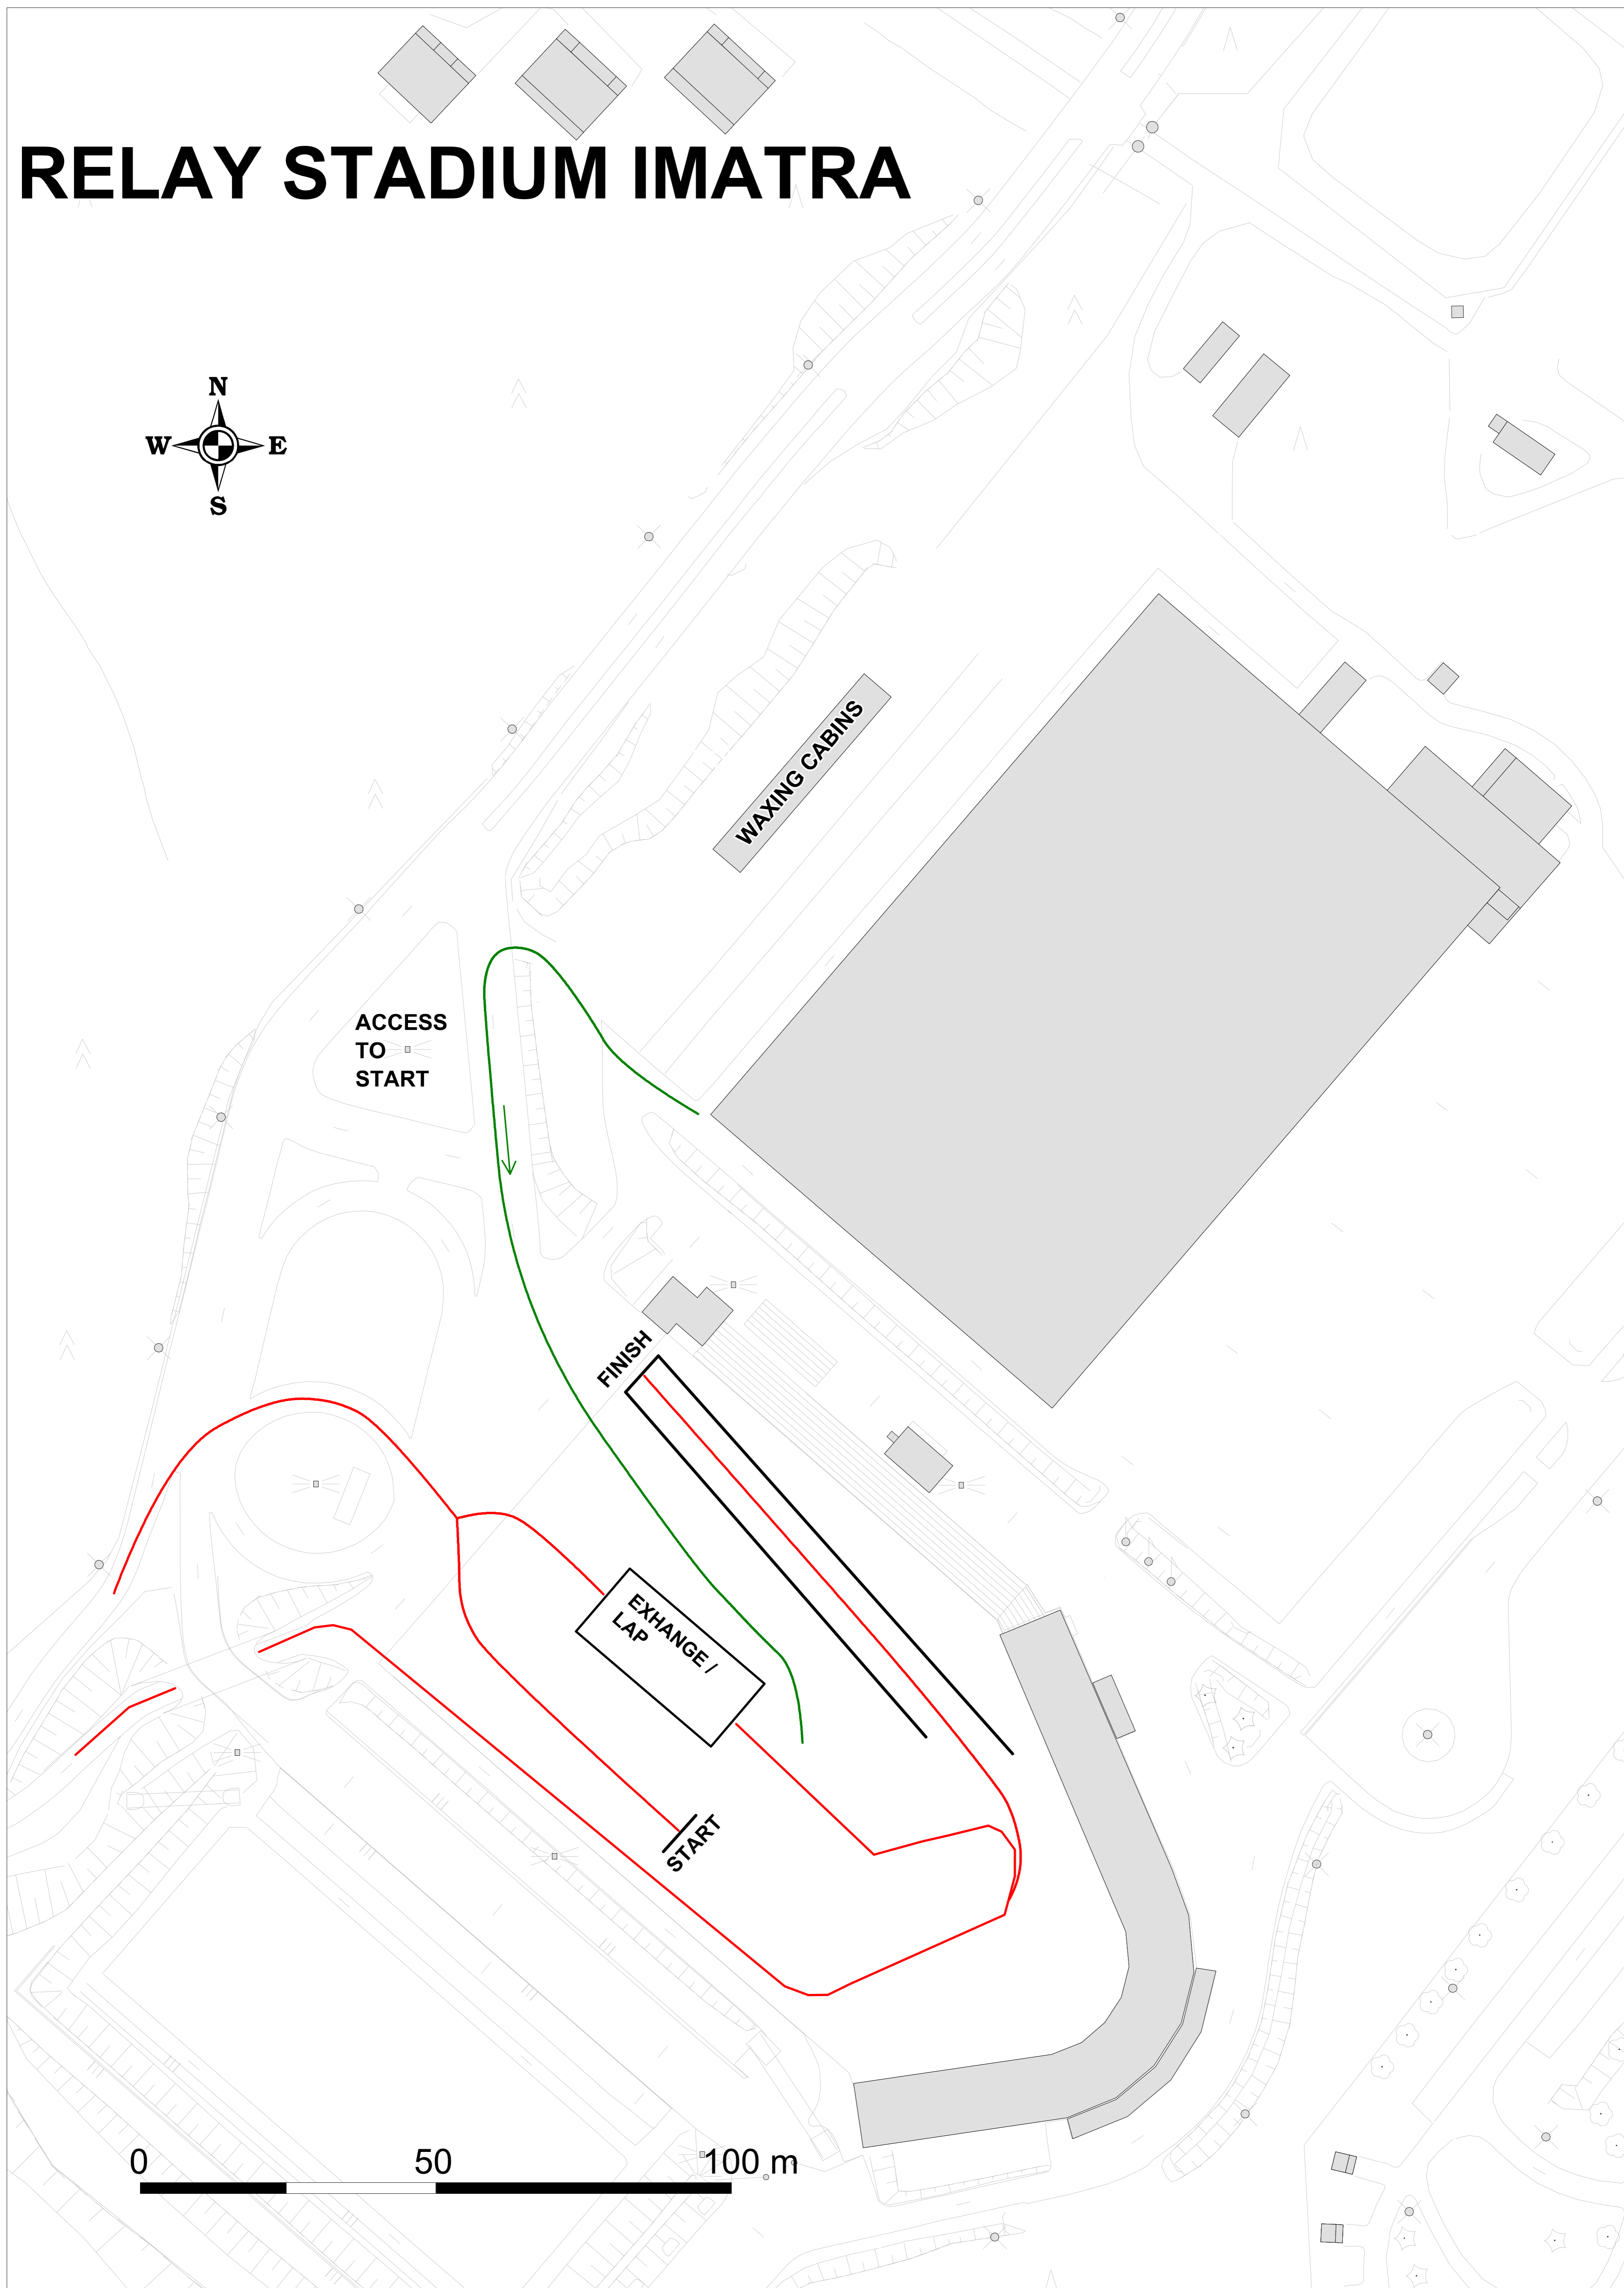 RELAY STADIUM IMATRA
N
W E
S
WAXING CABINS
ACCESS
TO
START
FINISH
EXHANGE /
LAP
START
0 50 100 m